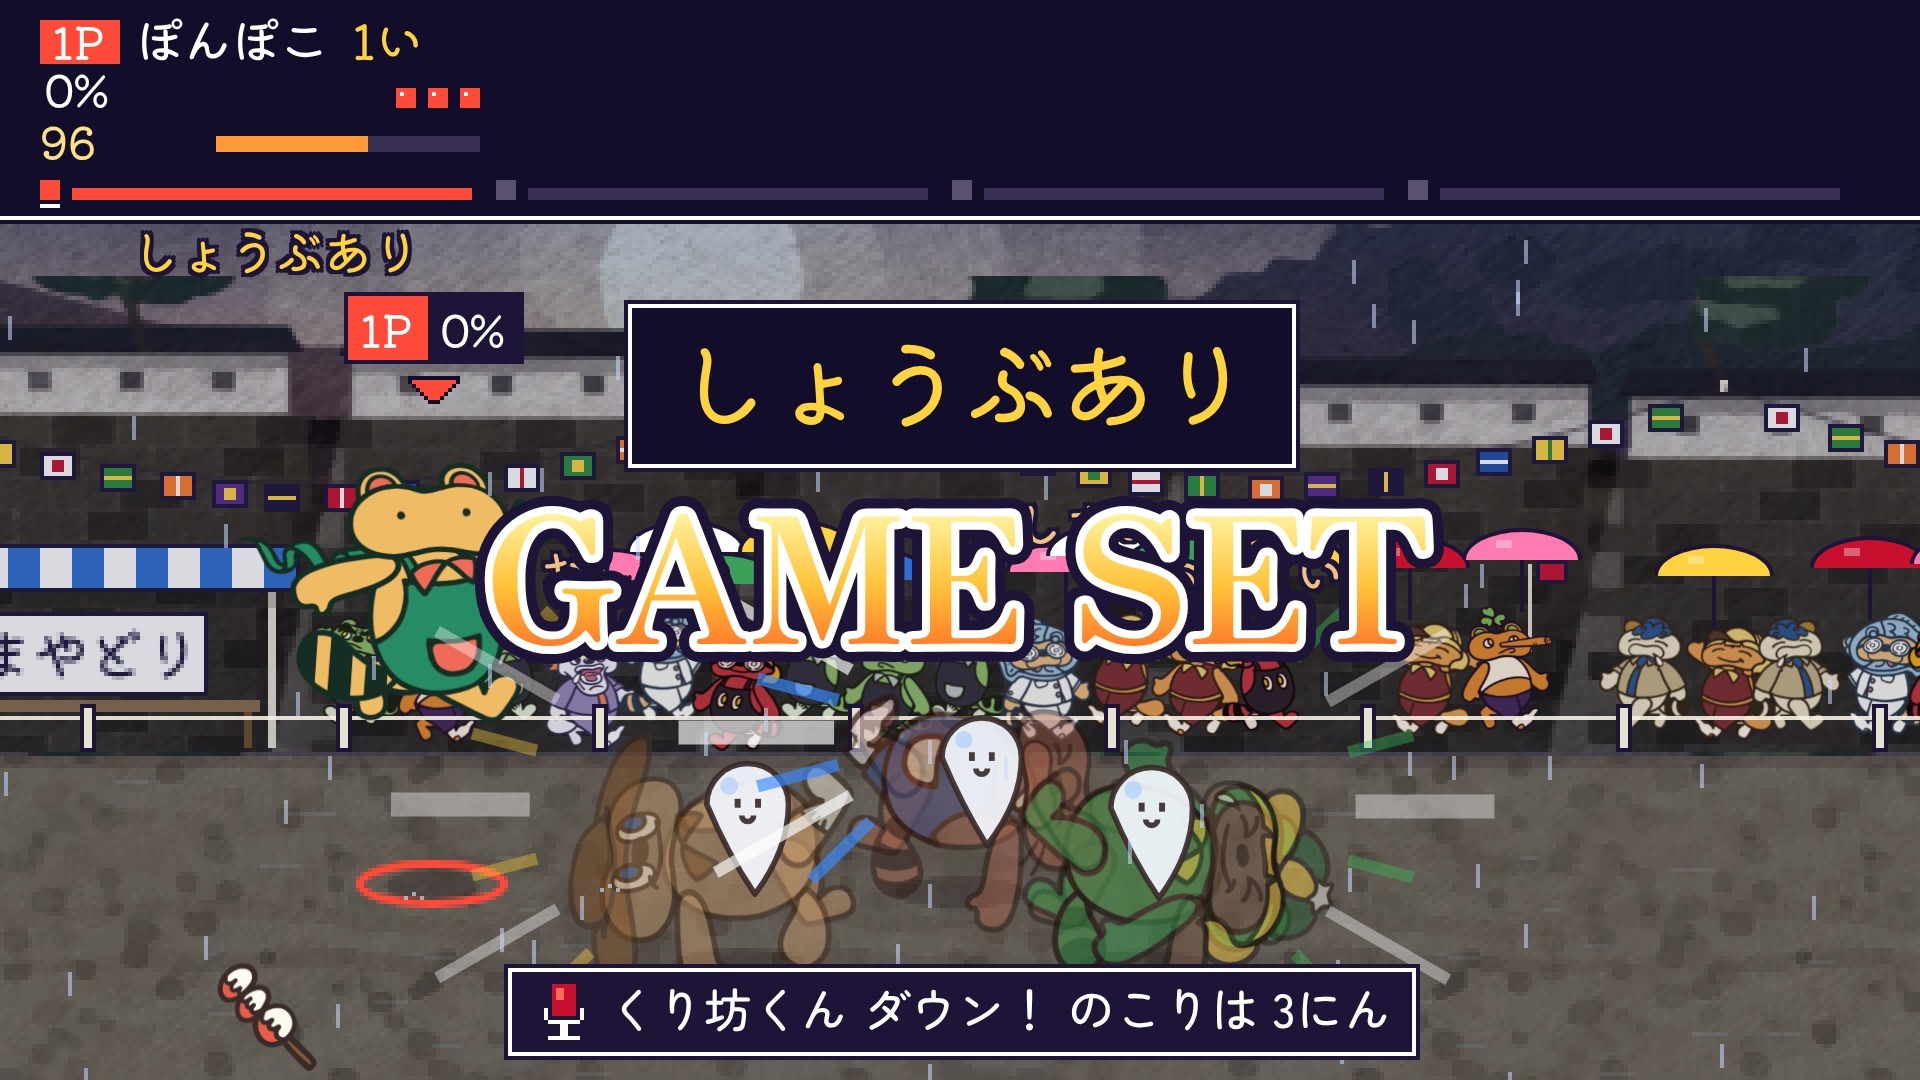 1P ぽんぽこ 1い
0%
96
しょうぶあり
1P 0%
しょうぶあり
GAME SET
まやどり
くり坊くん ダウン! のこりは 3にん